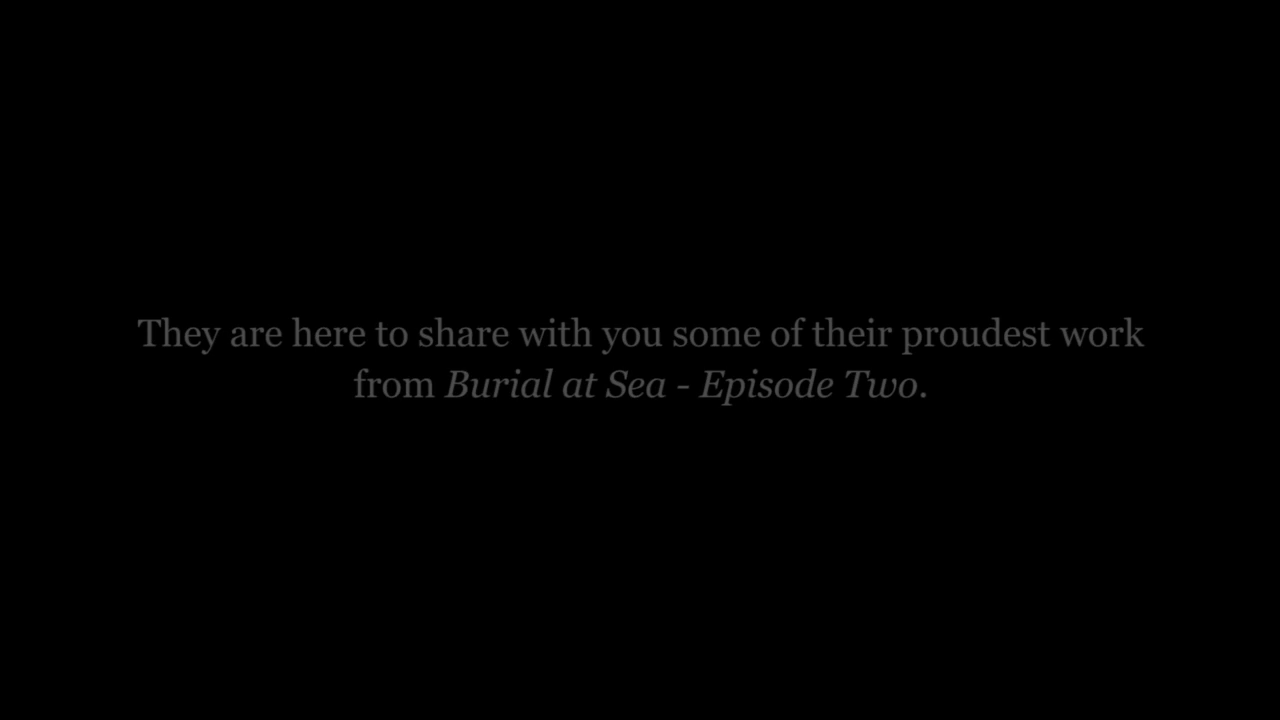 They are here to share with you some of their proudest work
from Burial at Sea - Episode Two.